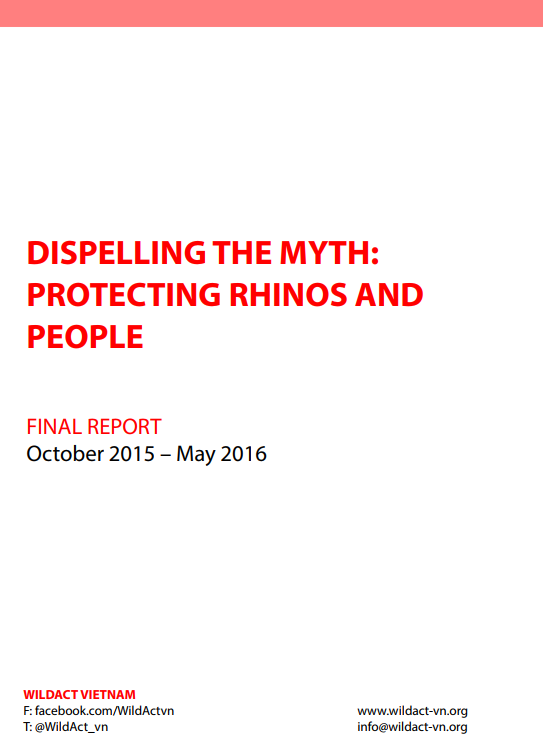 DISPELLING THE MYTH:
PROTECTING RHINOS AND
PEOPLE
FINAL REPORT
October 2015 – May 2016
WILDACT VIETNAM
F: facebook.com/WildActvn
T: @WildAct_vn
www.wildact-vn.org
info@wildact-vn.org